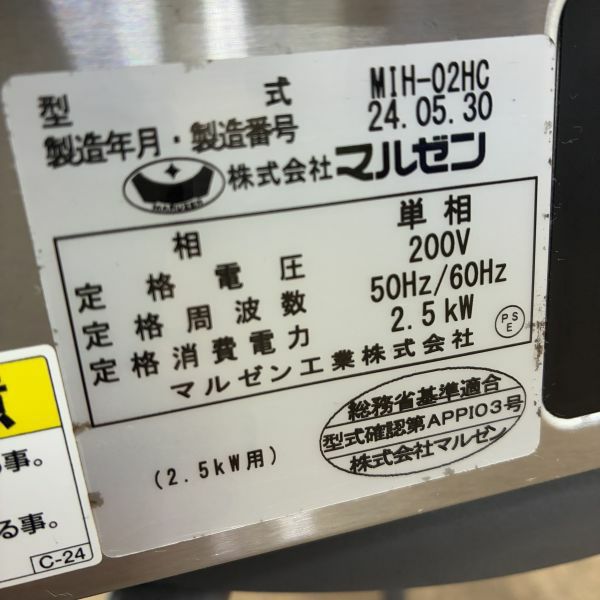 型式 MIH-02HC
製造年月・製造番号 24.05.30
MARUZEN 株式会社マルゼン
相 単相
定格電圧 200V
定格周波数 50Hz/60Hz
定格消費電力 2.5kW
マルゼン工業株式会社
PS
E
総務省基準適合
型式確認第APPI03号
株式会社マルゼン
(2.5kW用)
の事。
る事。
C-24